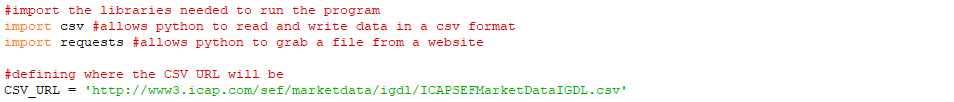 #import the libraries needed to run the program
import csv #allows python to read and write data in a csv format
import requests #allows python to grab a file from a website
#defining where the CSV URL will be
CSV_URL = 'http://www3.icap.com/sef/marketdata/igdl/ICAPSEFMarketDataIGDL.csv'